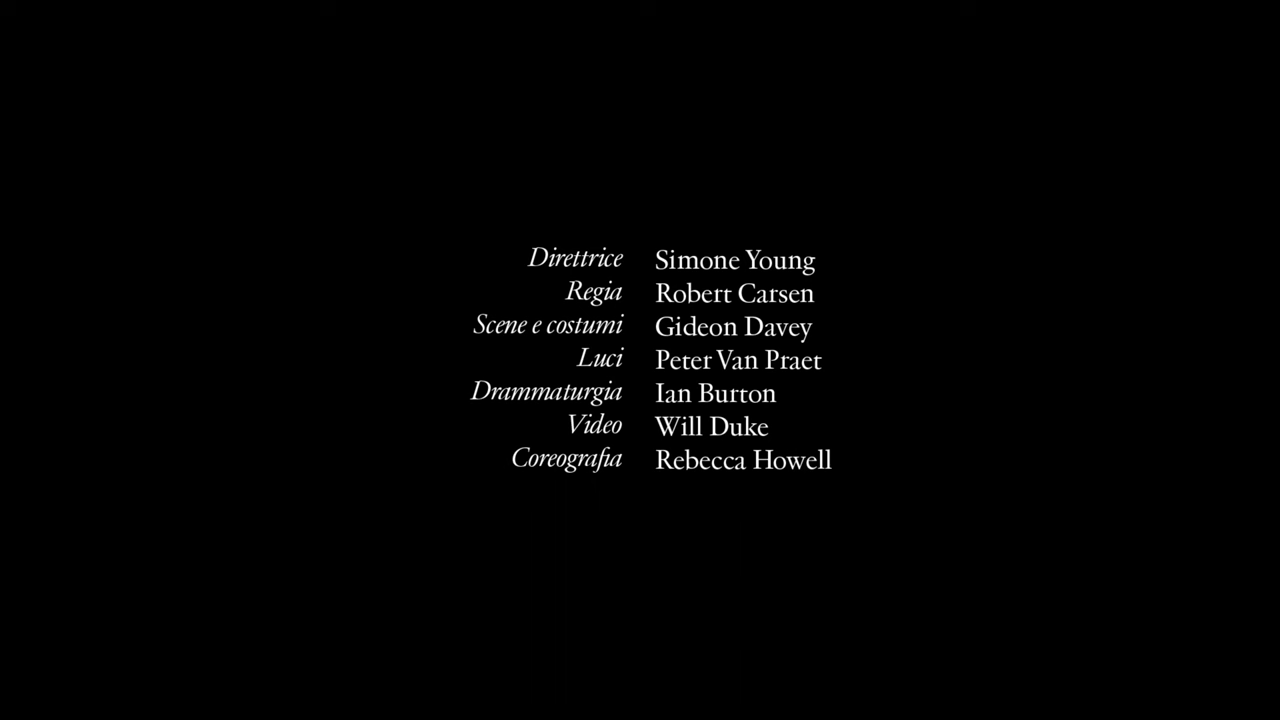 Direttrice Simone Young
Regia Robert Carsen
Scene e costumi Gideon Davey
Luci Peter Van Praet
Drammaturgia Ian Burton
Video Will Duke
Coreografia Rebecca Howell